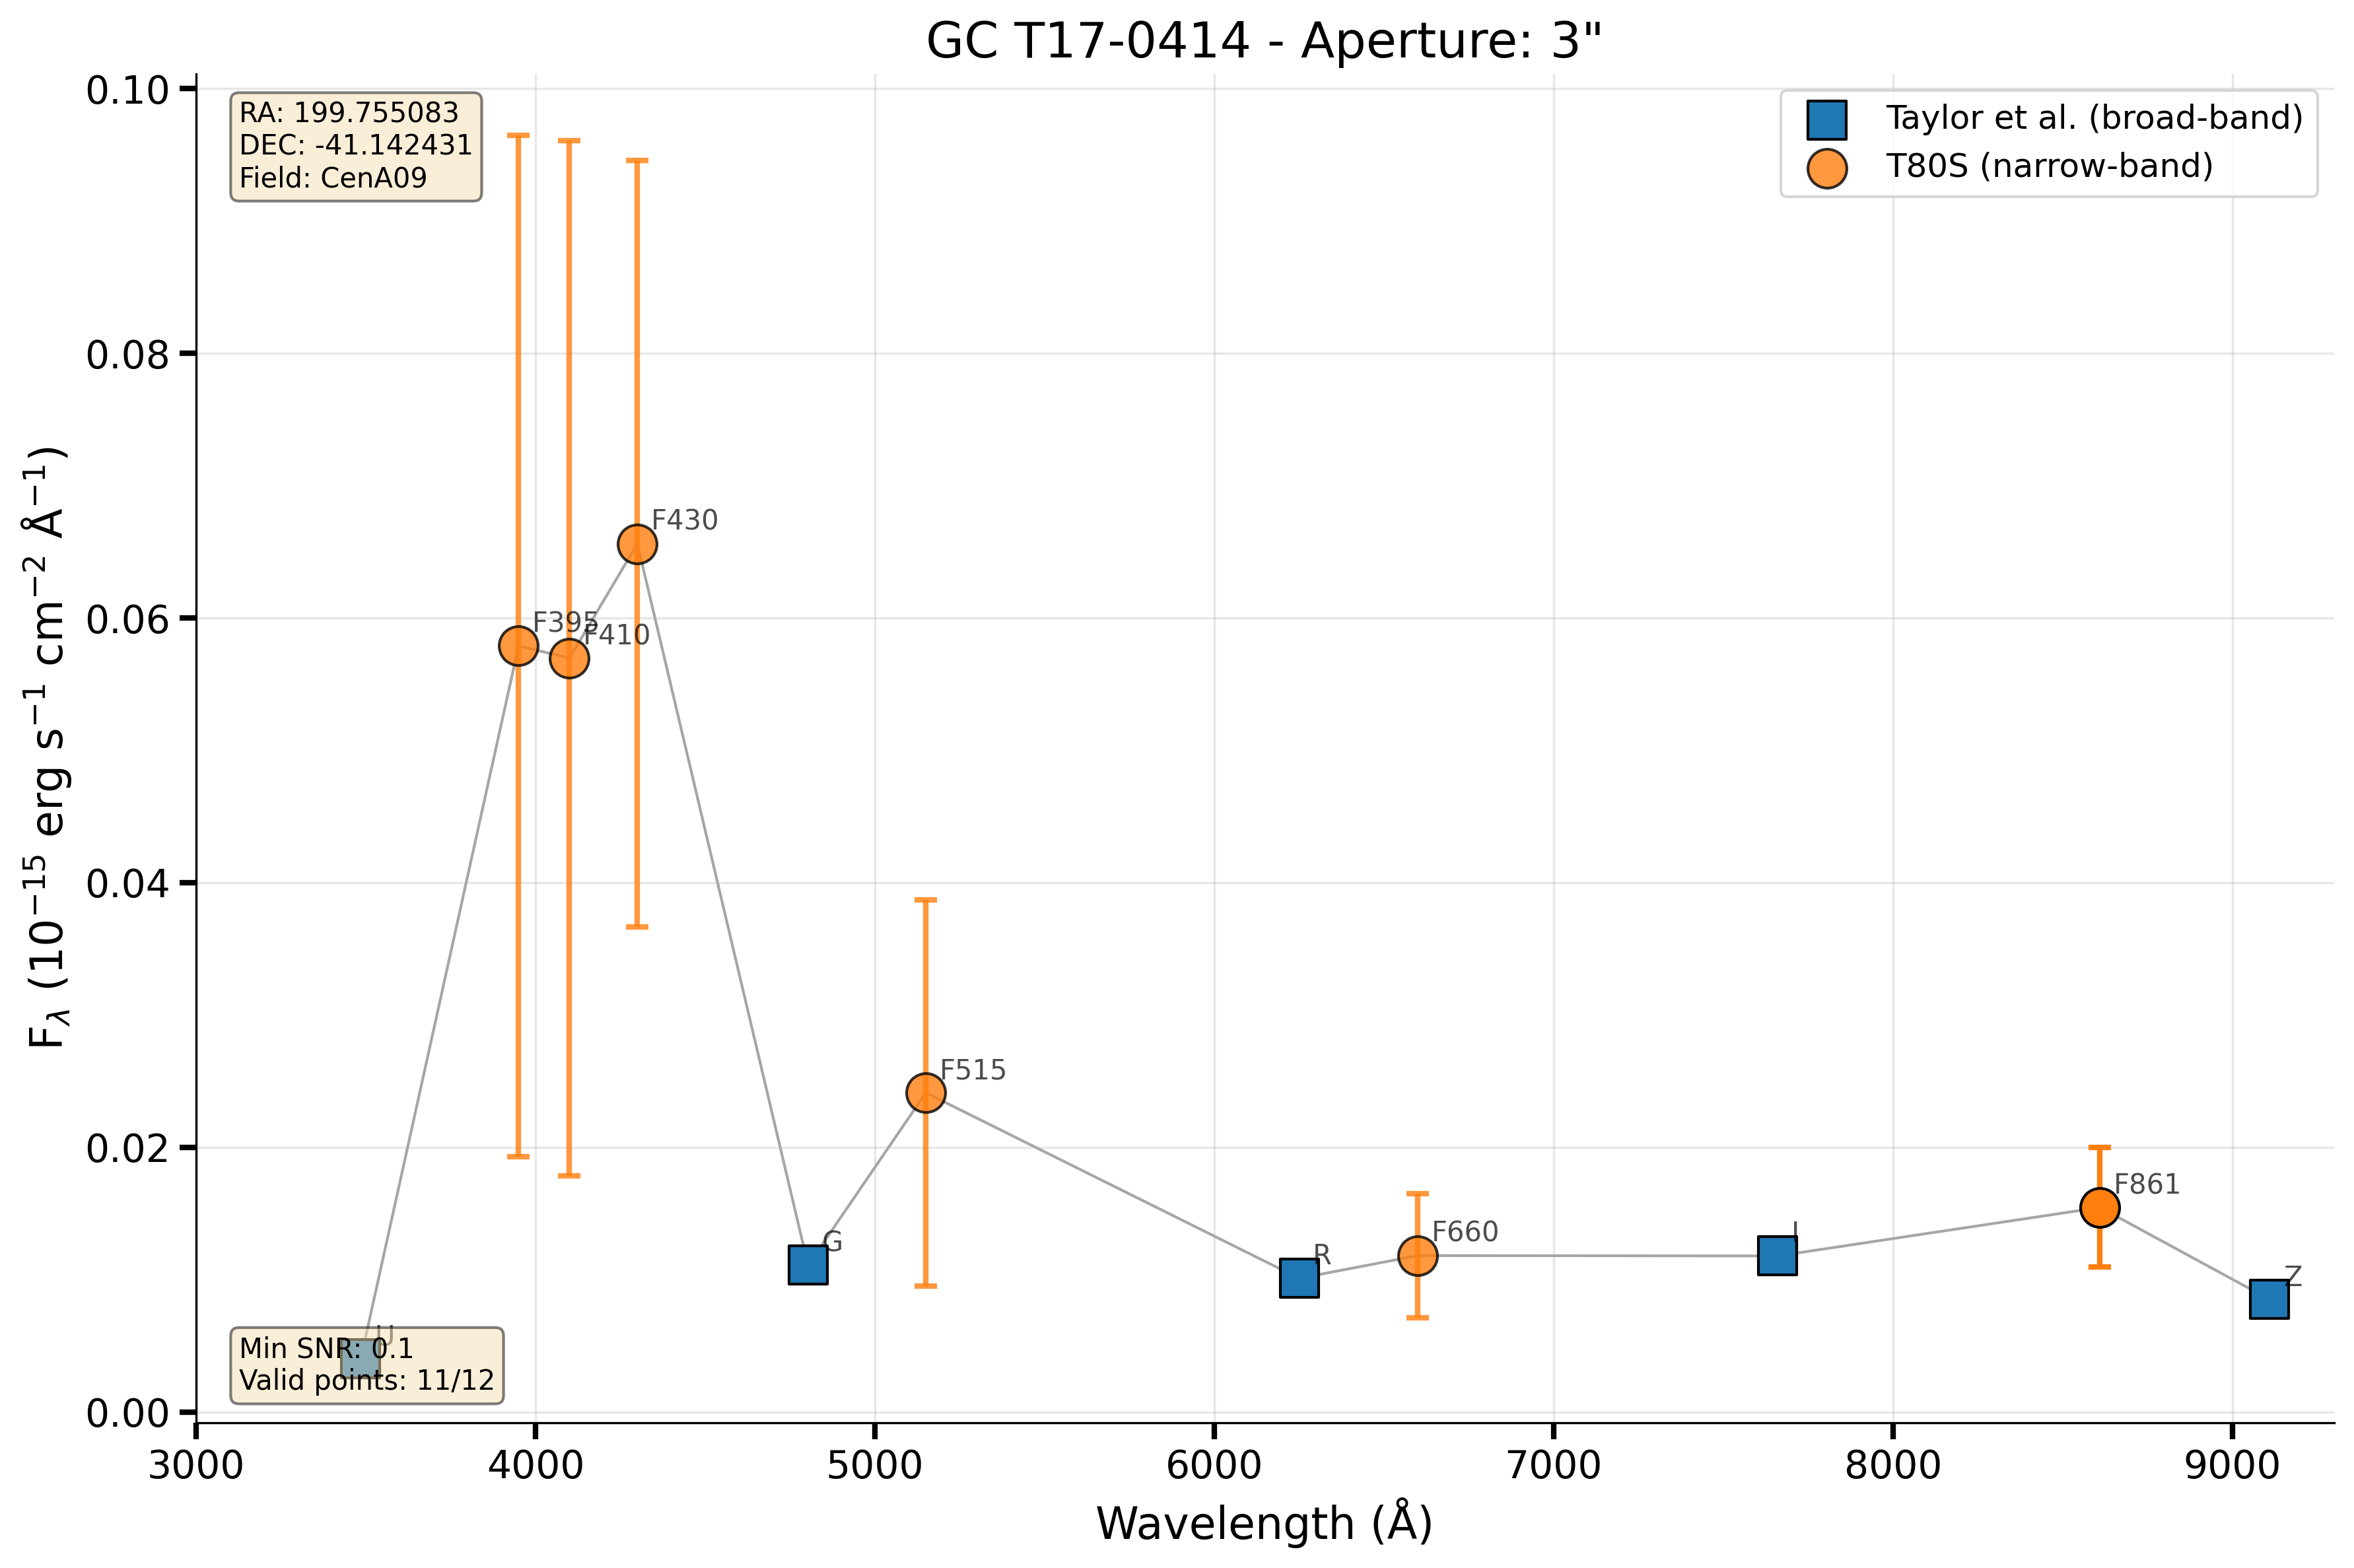 GC T17-0414 - Aperture: 3"
RA: 199.755083
DEC: -41.142431
Field: CenA09
Taylor et al. (broad-band)
T80S (narrow-band)
F$_{\lambda}$ (10$^{-15}$ erg s$^{-1}$ cm$^{-2}$ Å$^{-1}$)
0.10
0.08
0.06
0.04
0.02
0.00
F430
F395
F410
F515
G
R
F660
I
F861
Z
U
Min SNR: 0.1
Valid points: 11/12
3000
4000
5000
6000
7000
8000
9000
Wavelength (Å)